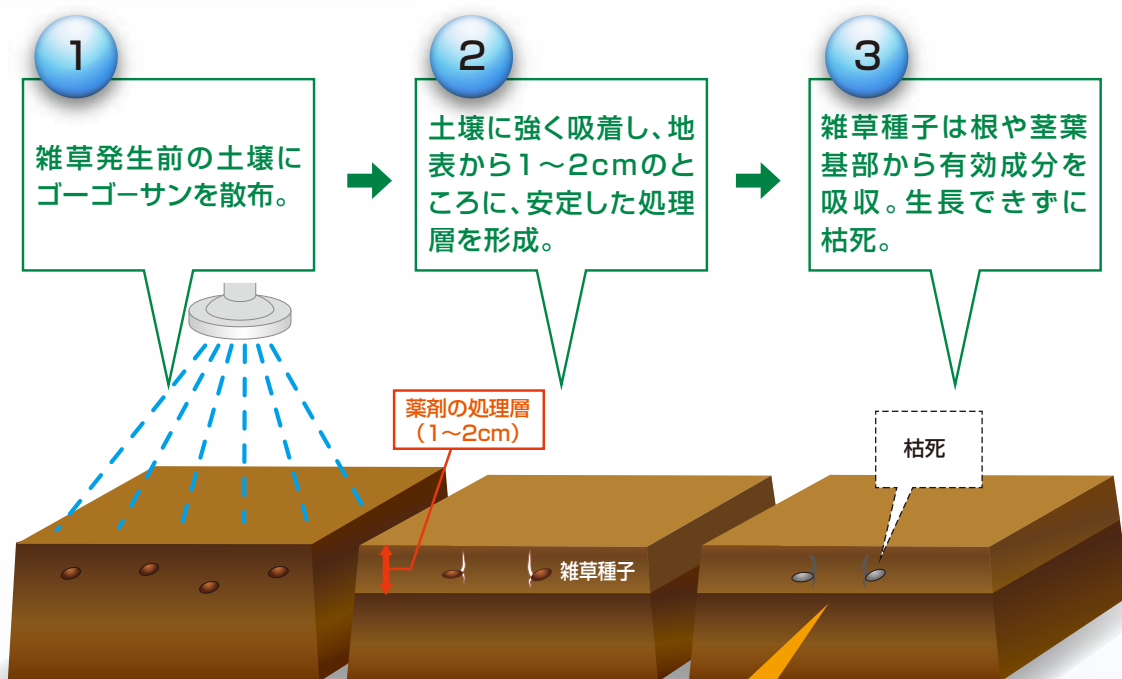 1
雑草発生前の土壌に
ゴーゴーサンを散布。
2
土壌に強く吸着し、地
表から1〜2cmのと
ころに、安定した処理
層を形成。
3
雑草種子は根や茎葉
基部から有効成分を
吸収。生長できずに
枯死。
薬剤の処理層
（1〜2cm）
雑草種子
枯死